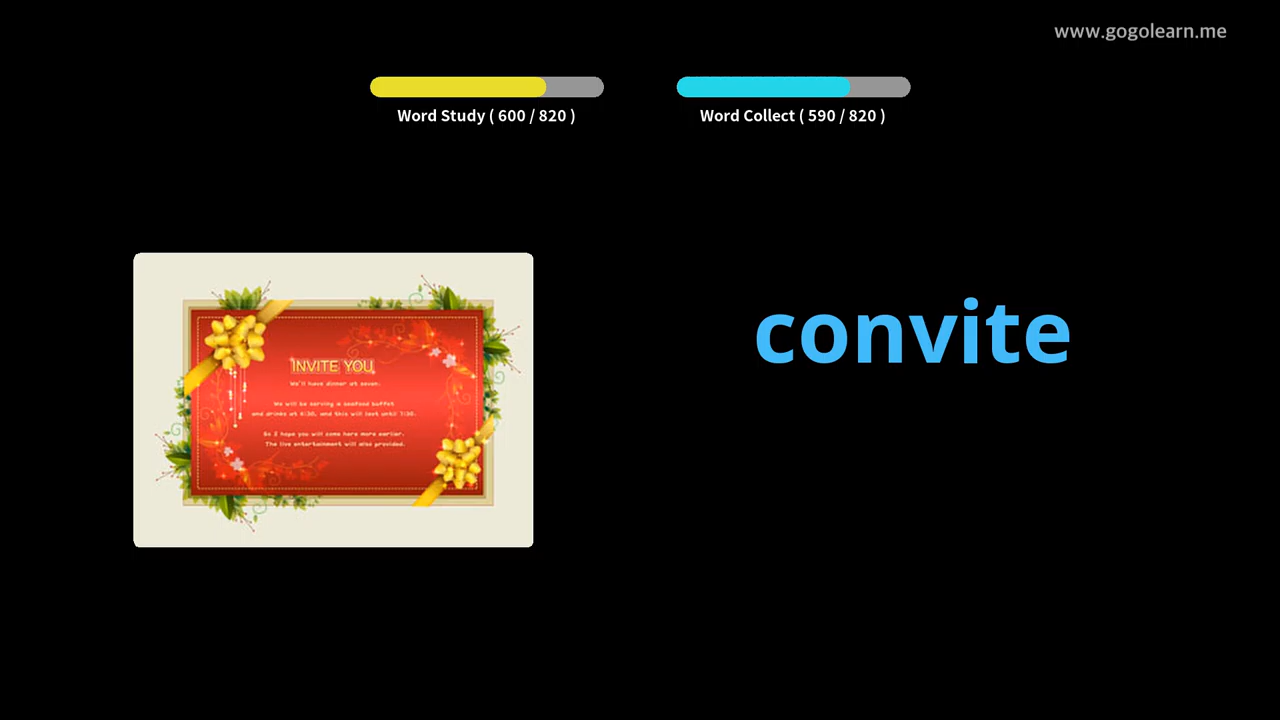 www.gogolearn.me
Word Study ( 600 / 820 )
Word Collect ( 590 / 820 )
convite
INVITE YOU
We'll have dinner at seven.
We will be serving a seafood buffet
and drinks at 6:30, and this will last until 7:30.
So I hope you will come here more earlier.
The live entertainment will also provided.